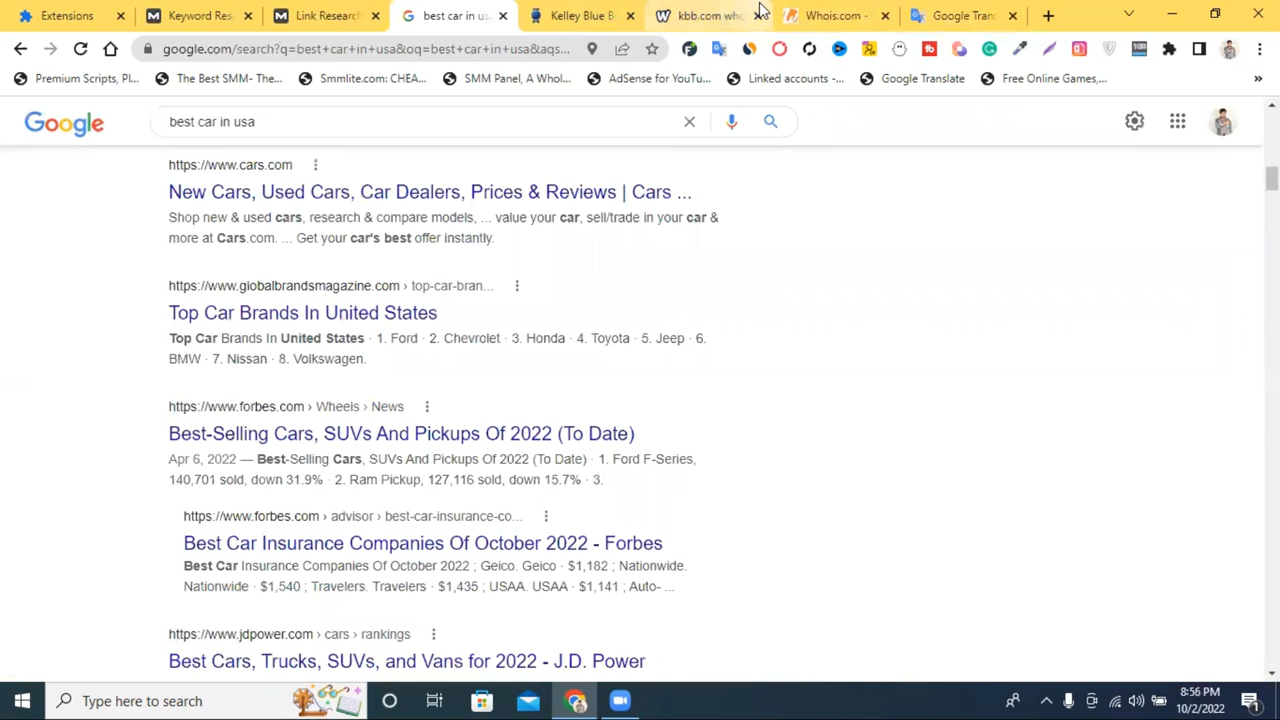 Extensions
Keyword Res
Link Research
best car in us
Kelley Blue B
kbb.com who
Whois.com -
Google Tran
google.com/search?q=best+car+in+usa&oq=best+car+in+usa&aqs...
Premium Scripts, Pl...
The Best SMM- The...
Smmlite.com: CHEA...
SMM Panel, A Whol...
AdSense for YouTu...
Linked accounts -...
Google Translate
Free Online Games,...
»
Google
best car in usa
https://www.cars.com
New Cars, Used Cars, Car Dealers, Prices & Reviews | Cars ...
Shop new & used cars, research & compare models, ... value your car, sell/trade in your car &
more at Cars.com. ... Get your car's best offer instantly.
https://www.globalbrandsmagazine.com › top-car-bran...
Top Car Brands In United States
Top Car Brands In United States · 1. Ford · 2. Chevrolet · 3. Honda · 4. Toyota · 5. Jeep · 6.
BMW · 7. Nissan · 8. Volkswagen.
https://www.forbes.com › Wheels › News
Best-Selling Cars, SUVs And Pickups Of 2022 (To Date)
Apr 6, 2022 — Best-Selling Cars, SUVs And Pickups Of 2022 (To Date) · 1. Ford F-Series,
140,701 sold, down 31.9% · 2. Ram Pickup, 127,116 sold, down 15.7% · 3.
https://www.forbes.com › advisor › best-car-insurance-co...
Best Car Insurance Companies Of October 2022 - Forbes
Best Car Insurance Companies Of October 2022 ; Geico. Geico · $1,182 ; Nationwide.
Nationwide · $1,540 ; Travelers. Travelers · $1,435 ; USAA. USAA · $1,141 ; Auto- ...
https://www.jdpower.com › cars › rankings
Best Cars, Trucks, SUVs, and Vans for 2022 - J.D. Power
Type here to search
8:56 PM
10/2/2022